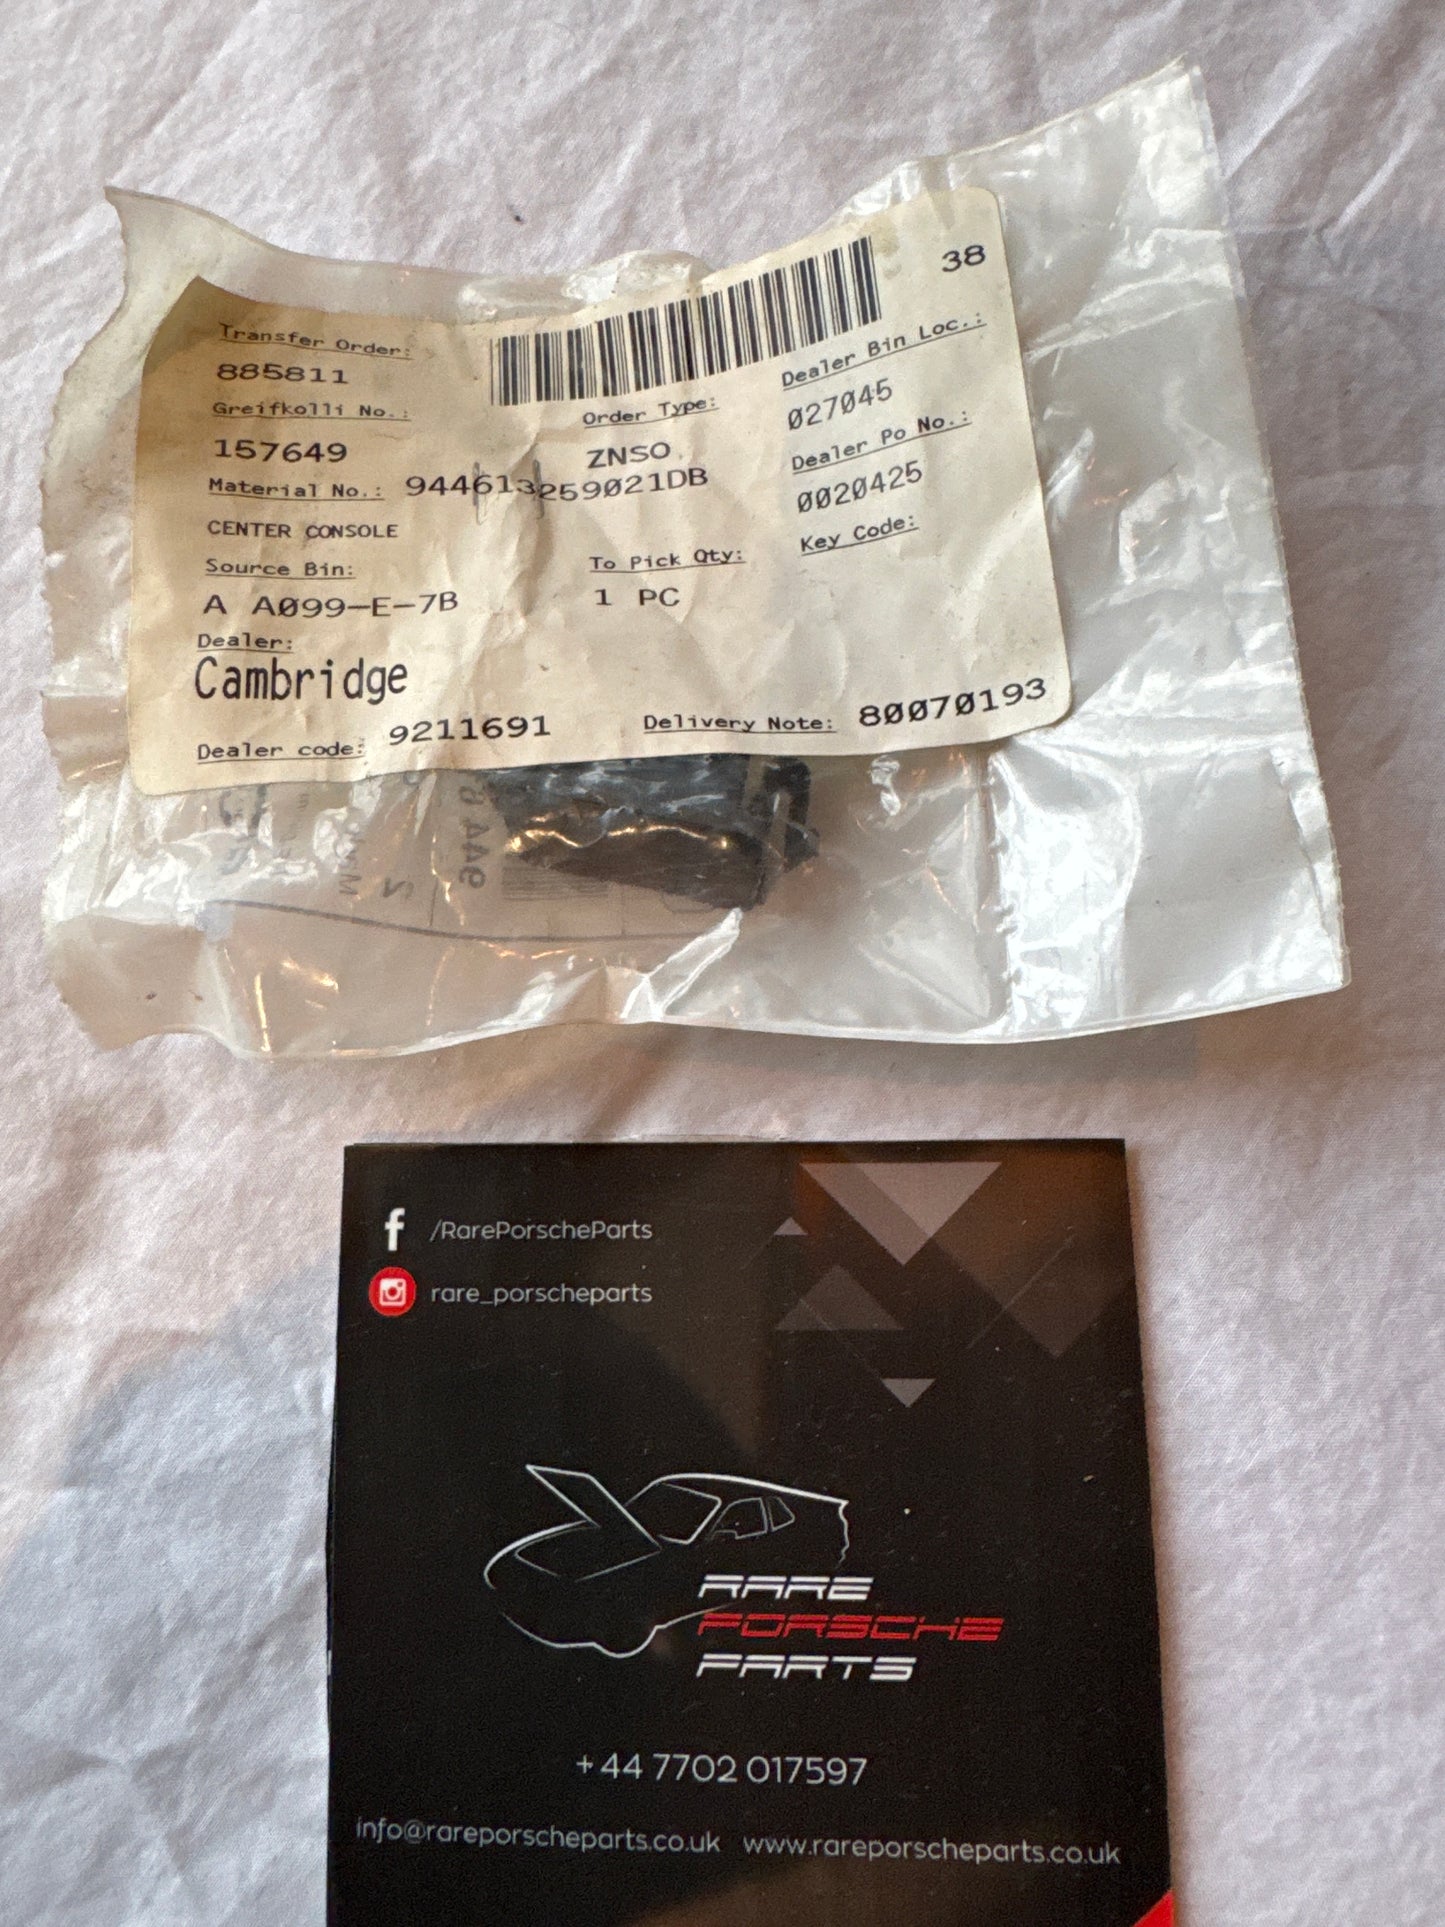 38
Transfer Order:
885811
Greifkolli No.:
157649
Order Type:
ZNSO
Dealer Bin Loc.:
027045
Dealer Po No.:
0020425
Key Code:
Material No.: 944613259021DB
CENTER CONSOLE
Source Bin:
A A099-E-7B
To Pick Qty:
1 PC
Dealer:
Cambridge
Dealer code: 9211691
Delivery Note: 80070193
944
/RarePorscheParts
rare_porscheparts
RARE
PORSCHE
PARTS
+44 7702 017597
info@rareporscheparts.co.uk www.rareporscheparts.co.uk